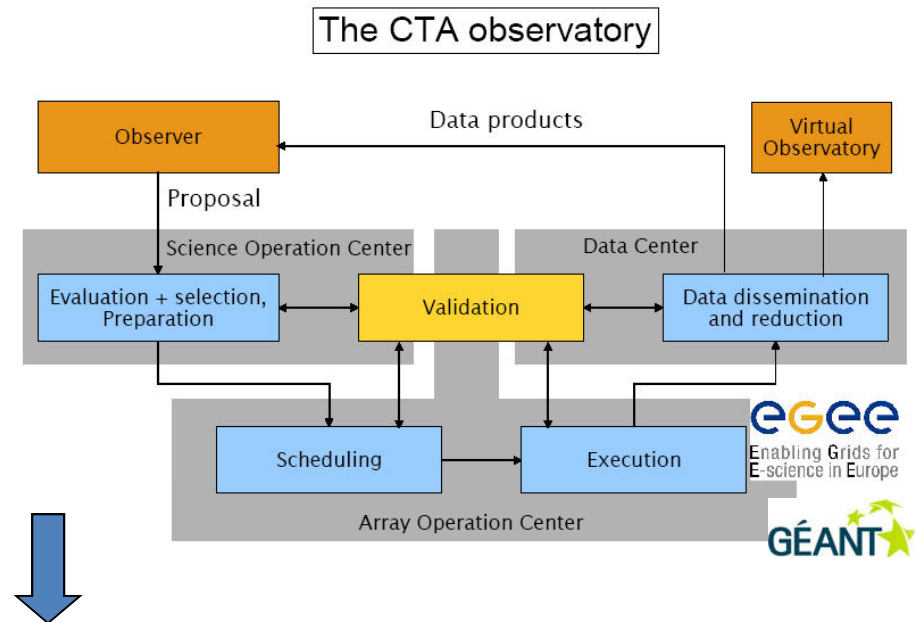 The CTA observatory
Observer
Data products
Virtual
Observatory
Proposal
Science Operation Center
Data Center
Evaluation + selection,
Preparation
Validation
Data dissemination
and reduction
Scheduling
Execution
Array Operation Center
eGee
Enabling Grids for
E-science in Europe
GÉANT